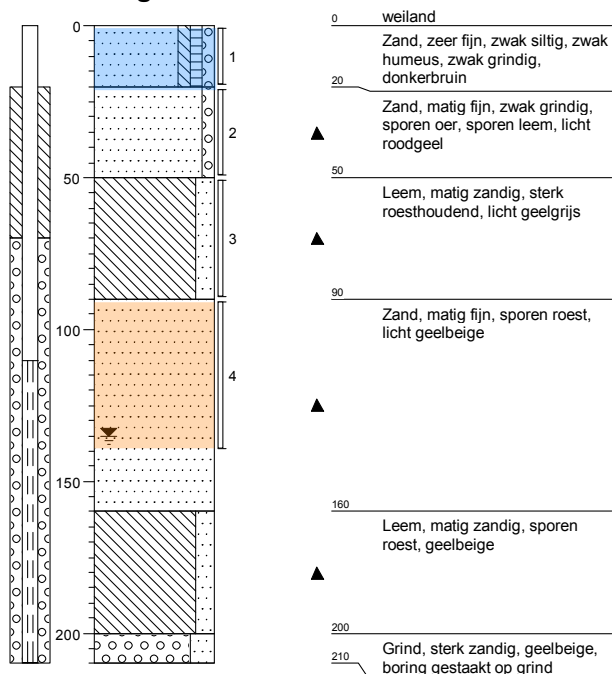 0
50
100
150
200
1
2
3
4
0
weiland
Zand, zeer fijn, zwak siltig, zwak
humeus, zwak grindig,
donkerbruin
20
Zand, matig fijn, zwak grindig,
sporen oer, sporen leem, licht
roodgeel
50
Leem, matig zandig, sterk
roesthoudend, licht geelgrijs
90
Zand, matig fijn, sporen roest,
licht geelbeige
160
Leem, matig zandig, sporen
roest, geelbeige
200
Grind, sterk zandig, geelbeige,
210
boring gestaakt op grind